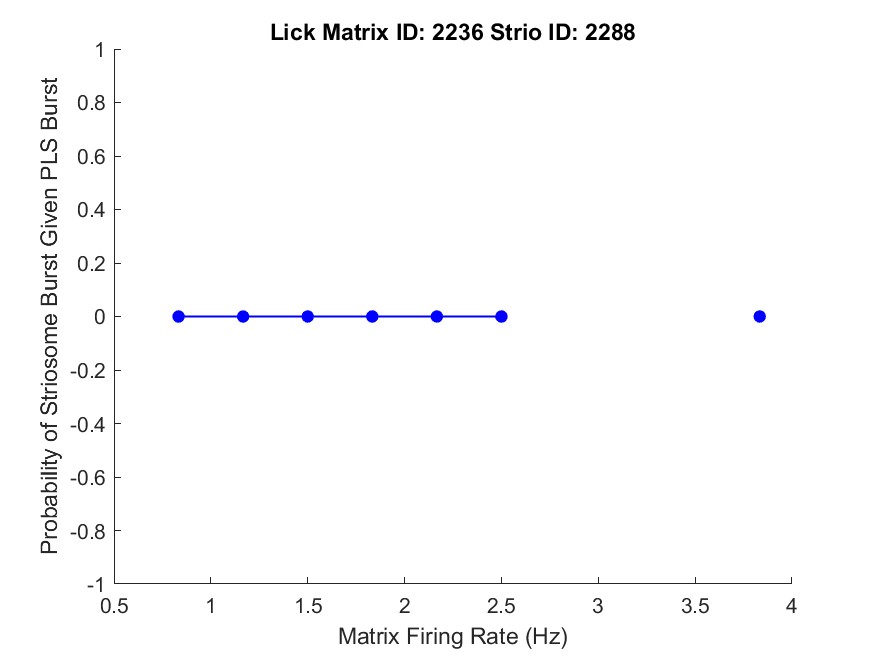 Lick Matrix ID: 2236 Strio ID: 2288
Probability of Striosome Burst Given PLS Burst
1
0.8
0.6
0.4
0.2
0
-0.2
-0.4
-0.6
-0.8
-1
0.5 1 1.5 2 2.5 3 3.5 4
Matrix Firing Rate (Hz)